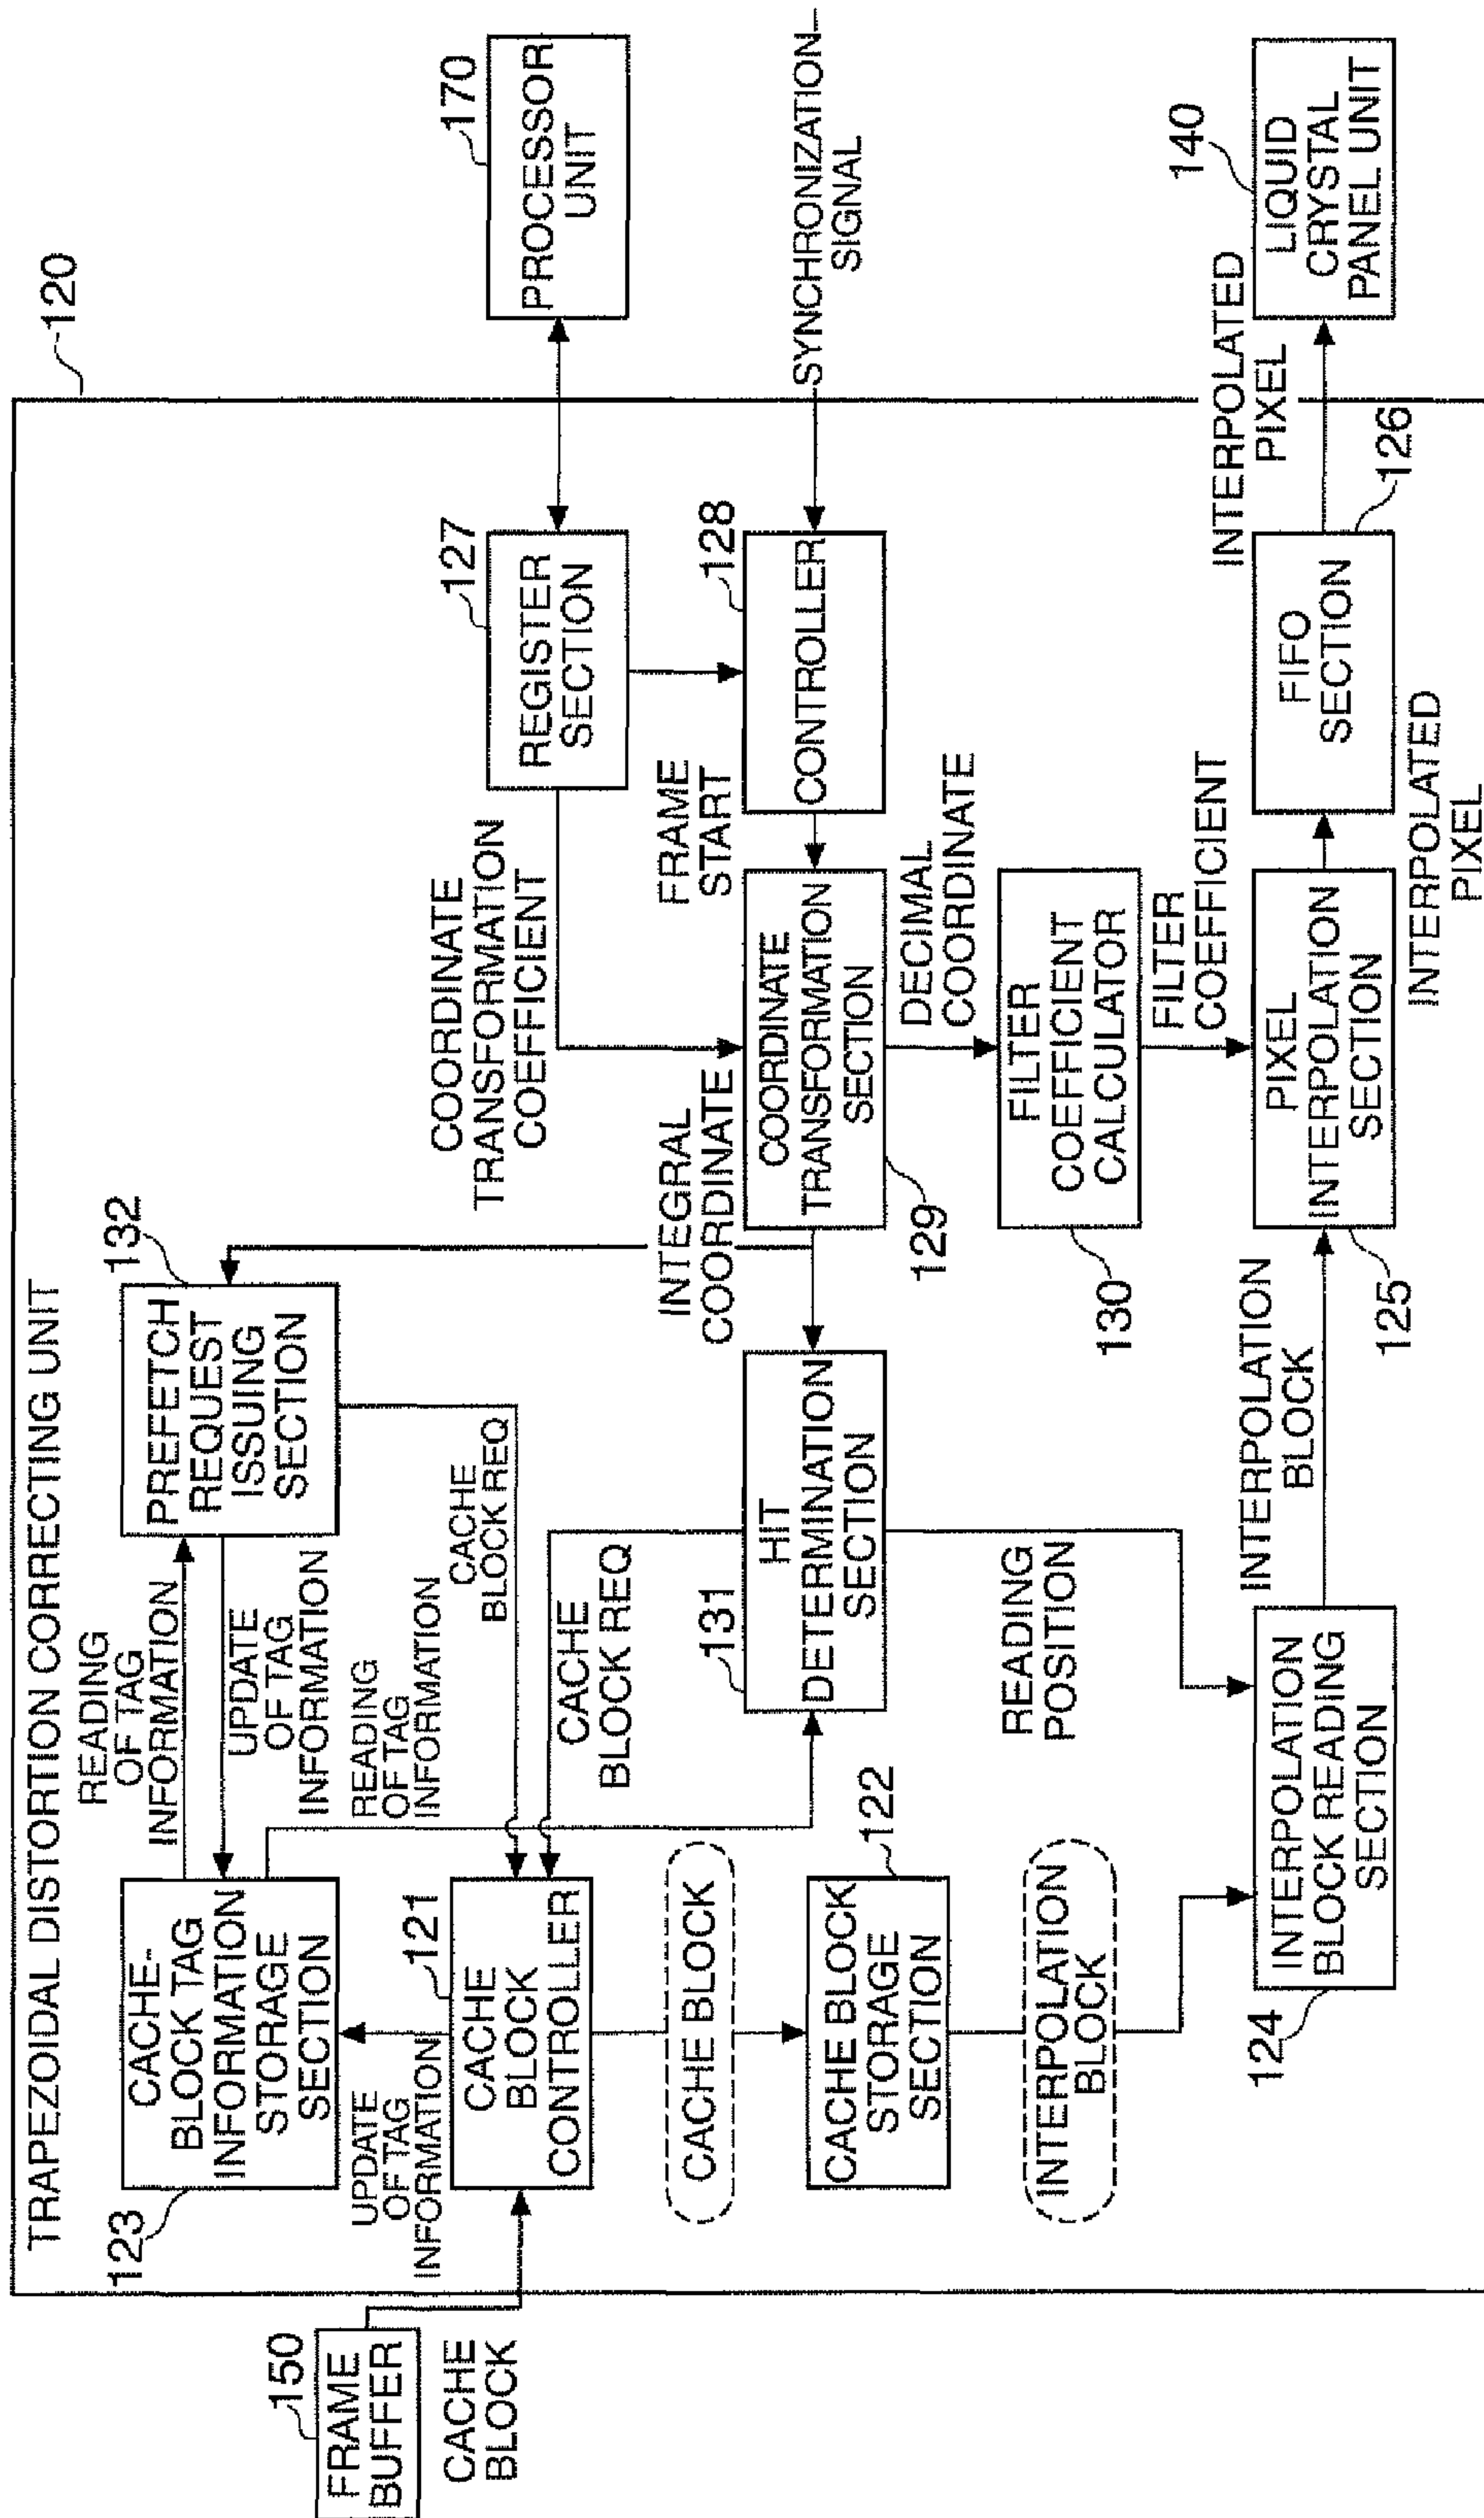 120
TRAPEZOIDAL DISTORTION CORRECTING UNIT
150
FRAME
BUFFER
CACHE
BLOCK
123
CACHE-
BLOCK TAG
INFORMATION
STORAGE
SECTION
READING
OF TAG
INFORMATION
UPDATE
OF TAG
INFORMATION
132
PREFETCH
REQUEST
ISSUING
SECTION
UPDATE
OF TAG
INFORMATION
READING
OF TAG
INFORMATION
CACHE
BLOCK REQ
121
CACHE
BLOCK
CONTROLLER
CACHE
BLOCK REQ
COORDINATE
TRANSFORMATION
COEFFICIENT
127
REGISTER
SECTION
170
PROCESSOR
UNIT
CACHE BLOCK
INTEGRAL
COORDINATE
FRAME
START
122
CACHE BLOCK
STORAGE
SECTION
131
HIT
DETERMINATION
SECTION
COORDINATE
TRANSFORMATION
SECTION
129
128
CONTROLLER
SYNCHRONIZATION
SIGNAL
INTERPOLATION
BLOCK
READING
POSITION
DECIMAL
COORDINATE
130
FILTER
COEFFICIENT
CALCULATOR
FILTER
COEFFICIENT
124
INTERPOLATION
BLOCK READING
SECTION
INTERPOLATION
BLOCK
125
PIXEL
INTERPOLATION
SECTION
INTERPOLATED
PIXEL
FIFO
SECTION
126
INTERPOLATED
PIXEL
140
LIQUID
CRYSTAL
PANEL UNIT